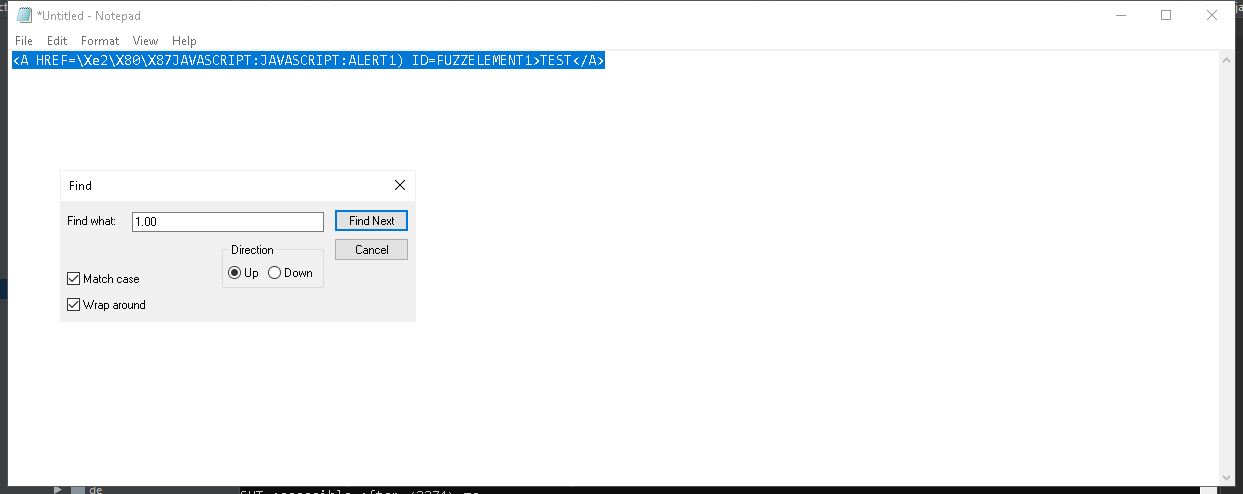 *Untitled - Notepad
File Edit Format View Help
<A HREF=\Xe2\X80\X87JAVASCRIPT:JAVASCRIPT:ALERT1) ID=FUZZELEMENT1>TEST</A>
Find
Find what: 1.00 Find Next
Direction Cancel
Up Down
Match case
Wrap around
de